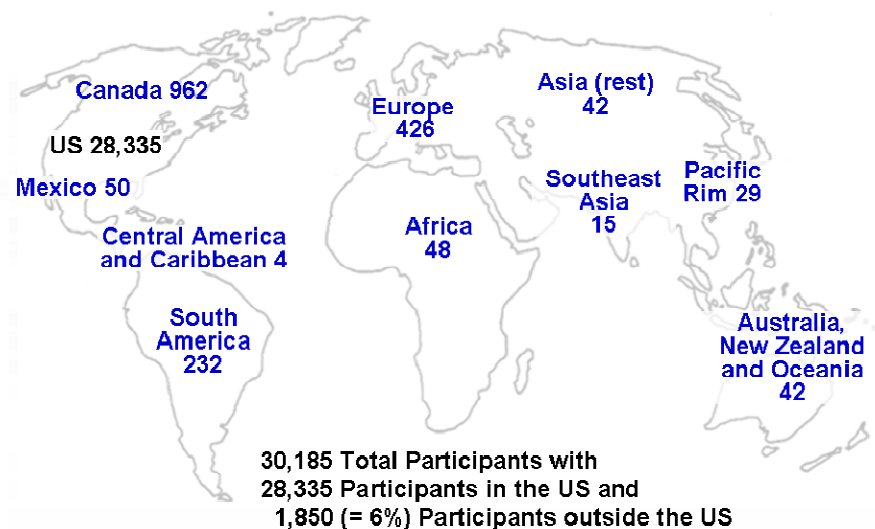 Canada 962
US 28,335
Mexico 50
Central America
and Caribbean 4
South
America
232
Europe
426
Africa
48
Asia (rest)
42
Southeast
Asia
15
Pacific
Rim 29
Australia,
New Zealand
and Oceania
42
30,185 Total Participants with
28,335 Participants in the US and
1,850 (= 6%) Participants outside the US